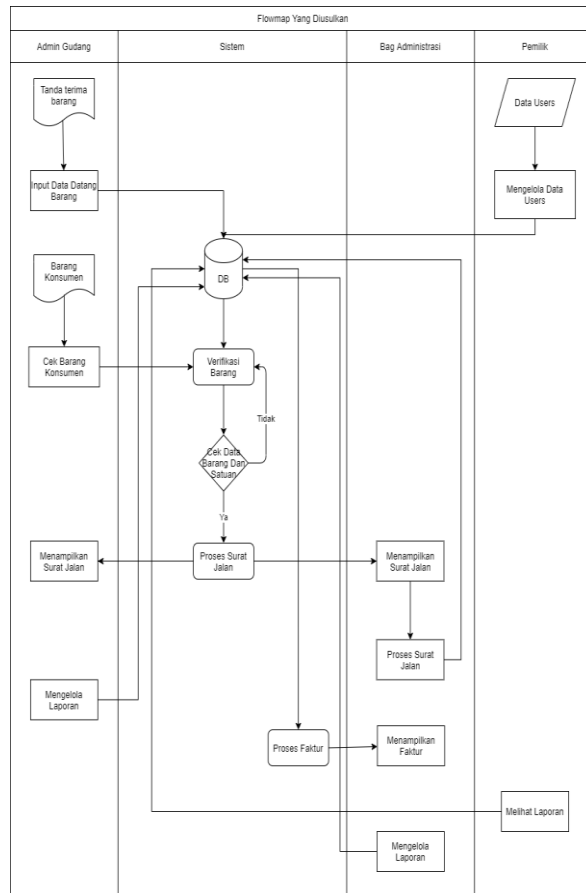 Flowmap Yang Diusulkan
Admin Gudang
Sistem
Bag Administrasi
Pemilik
Tanda terima
barang
Data Users
Input Data Datang
Barang
Mengelola Data
Users
Barang
Konsumen
DB
Cek Barang
Konsumen
Verifikasi
Barang
Tidak
Cek Data
Barang Dan
Satuan
Ya
Menampilkan
Surat Jalan
Proses Surat
Jalan
Menampilkan
Surat Jalan
Proses Surat
Jalan
Mengelola
Laporan
Proses Faktur
Menampilkan
Faktur
Melihat Laporan
Mengelola
Laporan